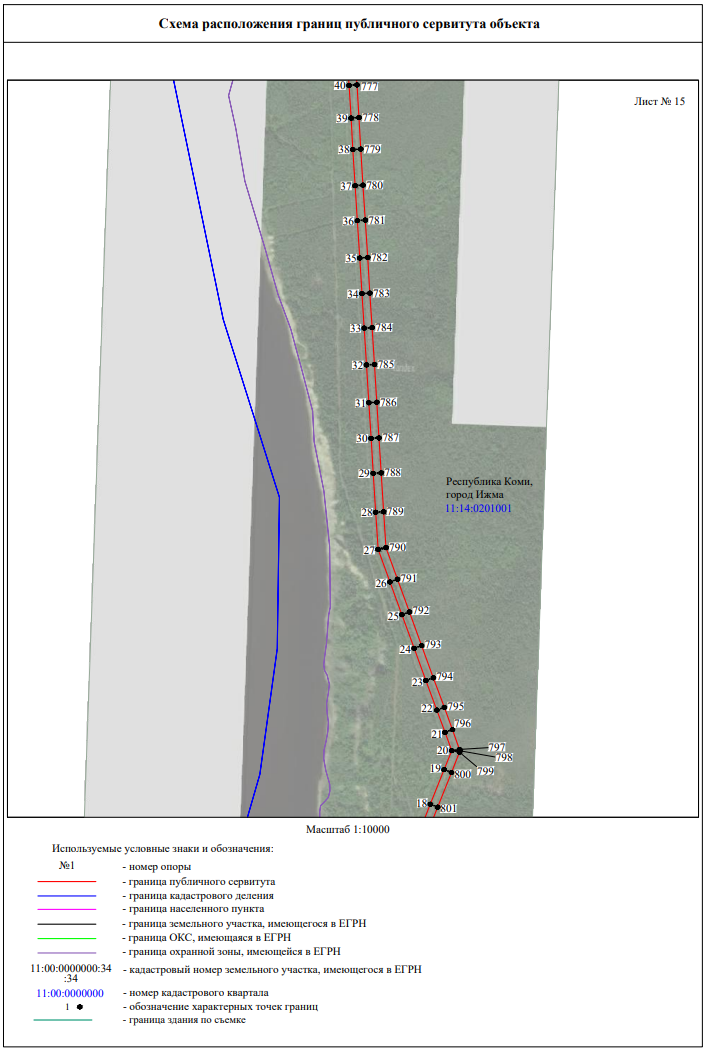 Схема расположения границ публичного сервитута объекта
Лист № 15
40 777
39 778
38 779
37 780
36 781
35 782
34 783
33 784
32 785
31 786
30 787
29 788
Республика Коми,
город Ижма
11:14:0201001
28 789
27 790
26 791
25 792
24 793
23 794
22 795
21 796
20 797
798
19 800 799
18 801
Масштаб 1:10000
Используемые условные знаки и обозначения:
№1 - номер опоры
- граница публичного сервитута
- граница кадастрового деления
- граница населенного пункта
- граница земельного участка, имеющегося в ЕГРН
- граница ОКС, имеющаяся в ЕГРН
- граница охранной зоны, имеющейся в ЕГРН
11:00:0000000:34
:34 - кадастровый номер земельного участка, имеющегося в ЕГРН
11:00:0000000 - номер кадастрового квартала
1 - обозначение характерных точек границ
- граница здания по съемке